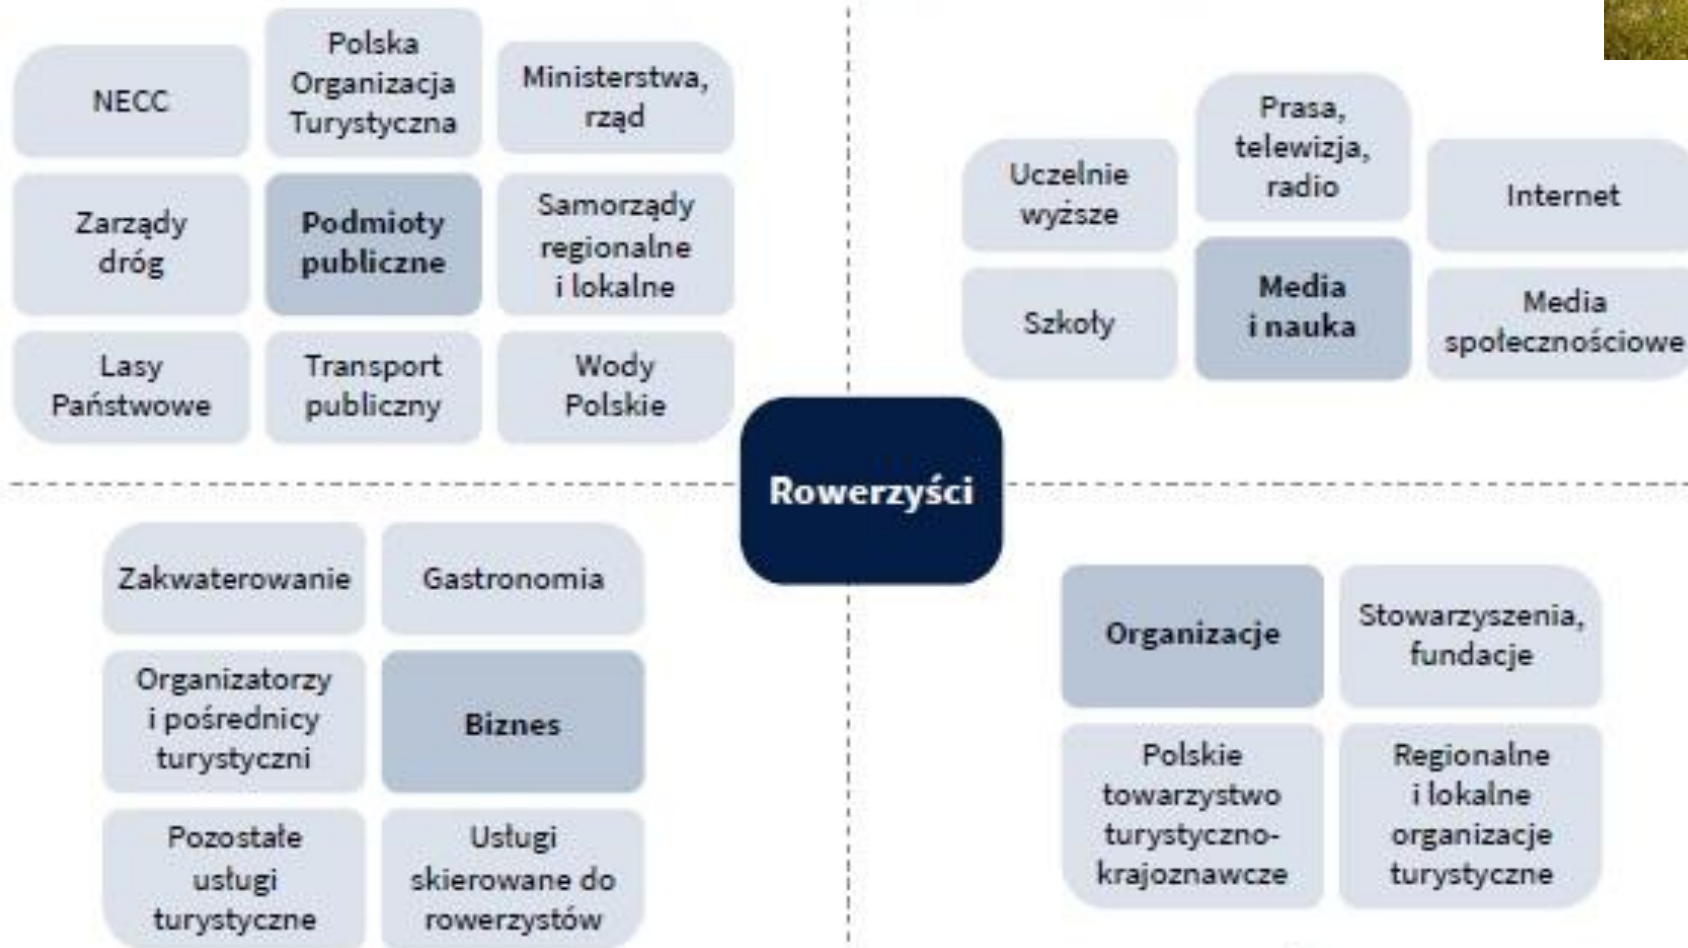 NECC
Polska
Organizacja
Turystyczna
Ministerstwa,
rząd
Zarządy
dróg
Podmioty
publiczne
Samorządy
regionalne
i lokalne
Lasy
Państwowe
Transport
publiczny
Wody
Polskie
Uczelnie
wyższe
Prasa,
telewizja,
radio
Internet
Szkoły
Media
i nauka
Media
społecznościowe
Rowerzyści
Zakwaterowanie
Gastronomia
Organizatorzy
i pośrednicy
turystyczni
Biznes
Pozostałe
usługi
turystyczne
Usługi
skierowane do
rowerzystów
Organizacje
Stowarzyszenia,
fundacje
Polskie
towarzystwo
turystyczno-
krajoznawcze
Regionalne
i lokalne
organizacje
turystyczne